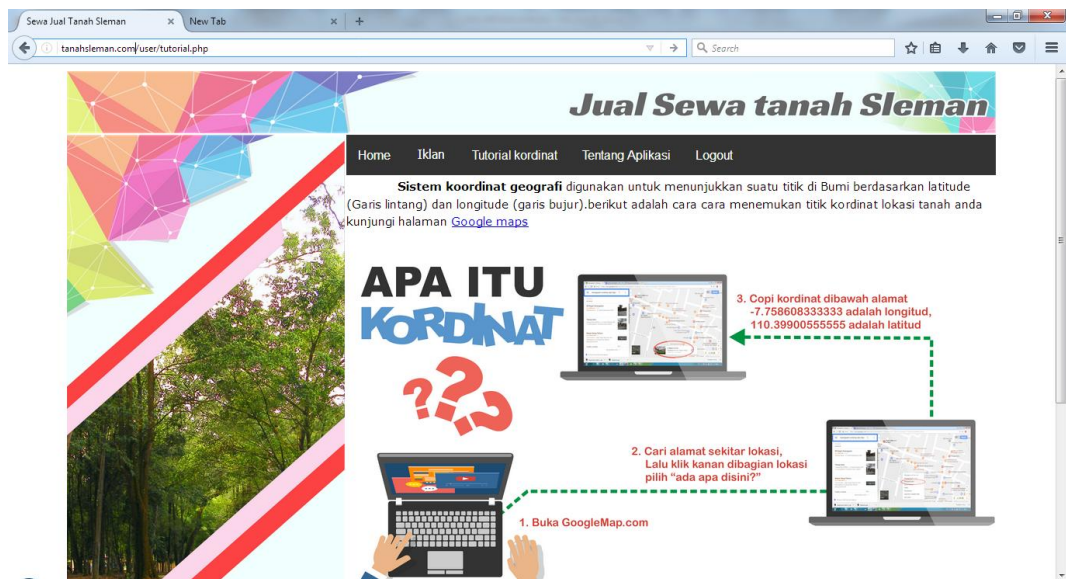 Sewa Jual Tanah Sleman
New Tab
tanahsleman.com/user/tutorial.php
Search
Jual Sewa tanah Sleman
Home Iklan Tutorial kordinat Tentang Aplikasi Logout
Sistem koordinat geografi digunakan untuk menunjukkan suatu titik di Bumi berdasarkan latitude
(Garis lintang) dan longitude (garis bujur).berikut adalah cara cara menemukan titik kordinat lokasi tanah anda
kunjungi halaman Google maps
APA ITU
KORDINAT
???
3. Copi kordinat dibawah alamat
-7.758608333333 adalah longitud,
110.39900555555 adalah latitud
2. Cari alamat sekitar lokasi,
Lalu klik kanan dibagian lokasi
pilih “ada apa disini?”
1. Buka GoogleMap.com